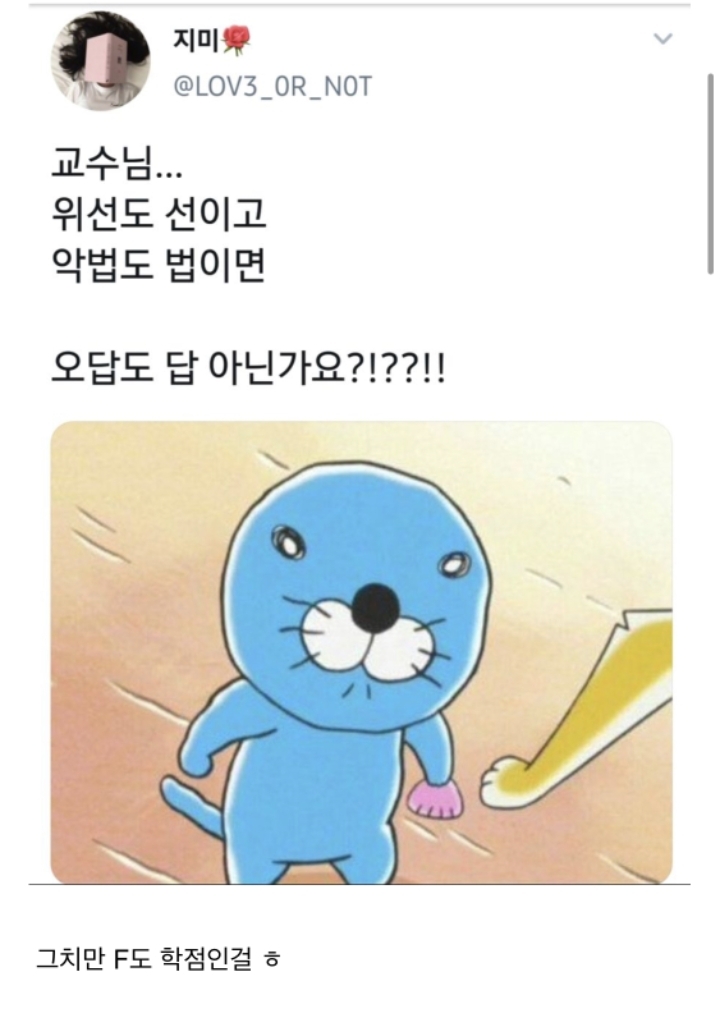 지미🌹
@LOV3_0R_N0T
교수님...
위선도 선이고
악법도 법이면
오답도 답 아닌가요?!??!!
그치만 F도 학점인걸 ㅎ